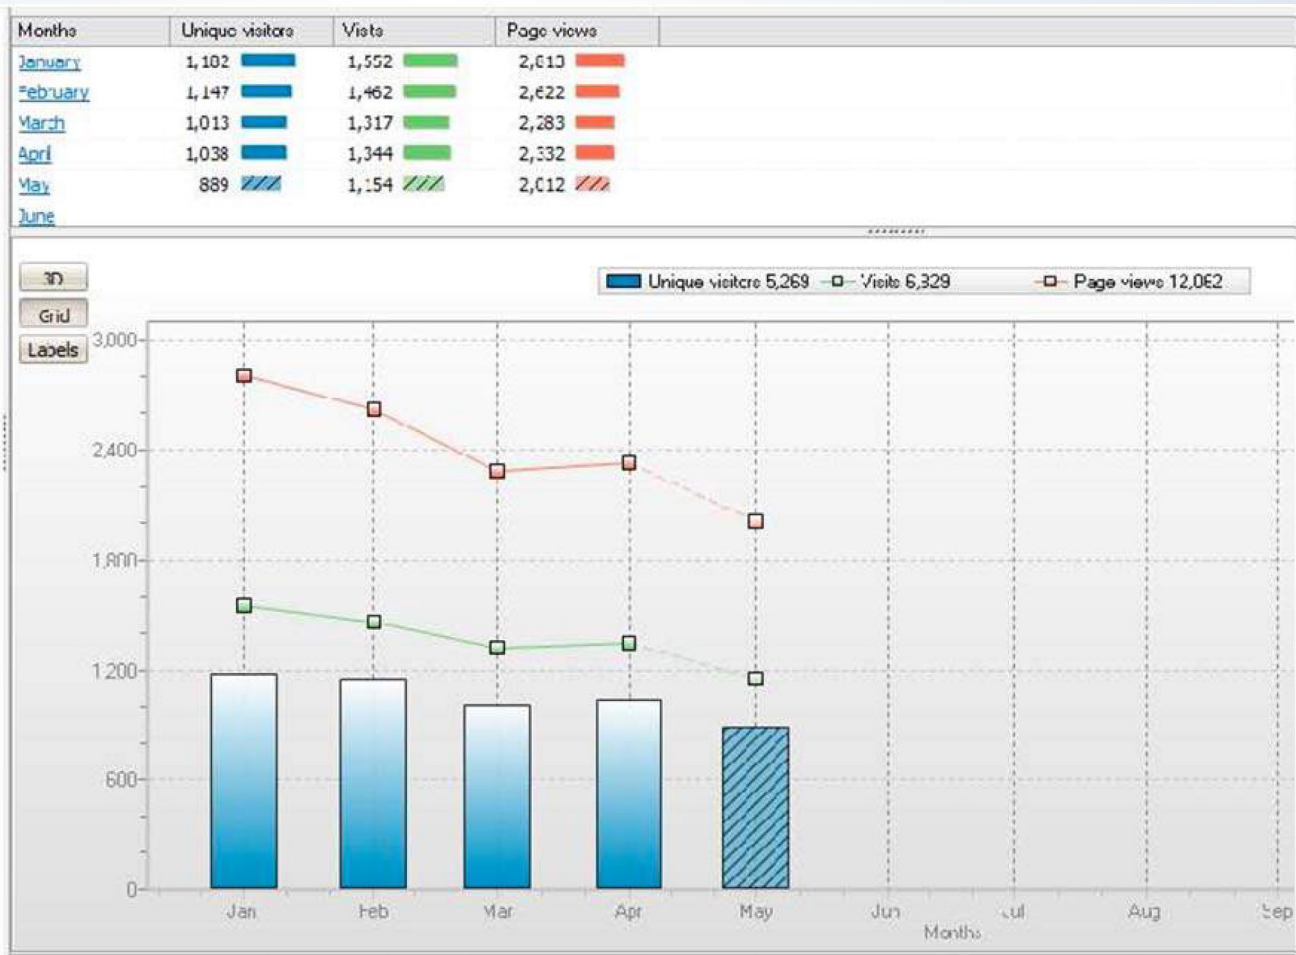 Months Unique visitors Visits Page views
January 1,182 1,552 2,813
February 1,147 1,462 2,622
March 1,013 1,317 2,283
April 1,038 1,344 2,332
May 889 1,154 2,012
June
3D
Unique visitors 5,269 Visits 6,829 Page views 12,062
Grid
Labels
3,000
2,400
1,800
1,200
600
0
Jan Feb Mar Apr May Jun Jul Aug Sep
Months